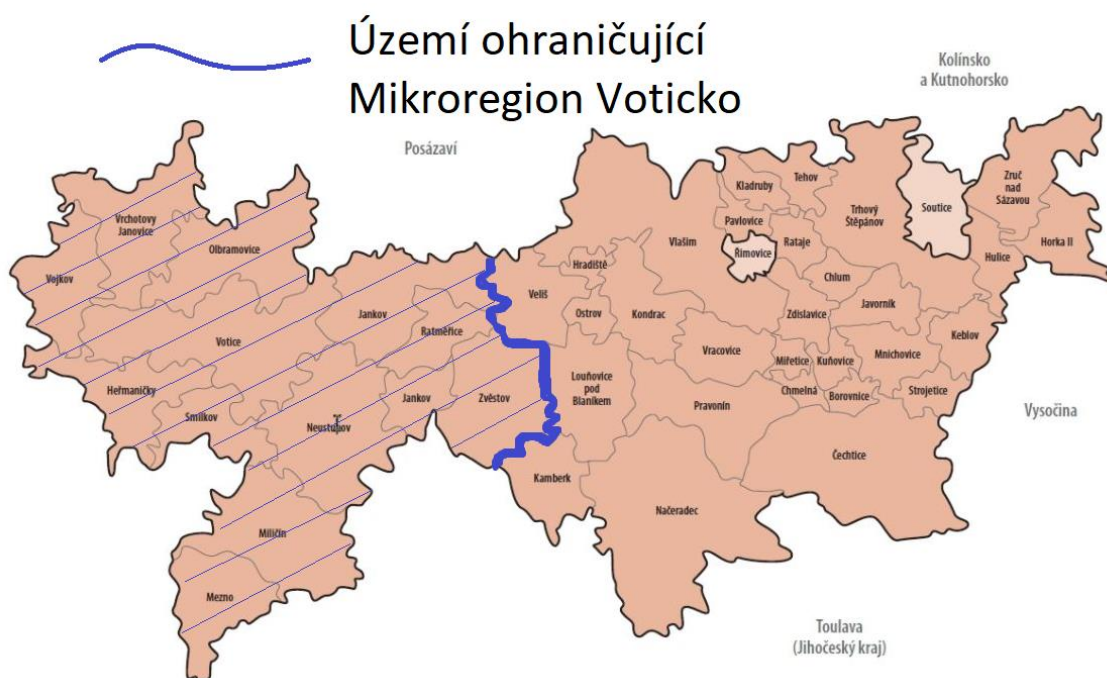 Území ohraničující
Mikroregion Voticko
Kolínsko
a Kutnohorsko
Posázaví
Vrchotovy
Janovice
Olbramovice
Vojkov
Votice
Heřmaničky
Smilkov
Neustupov
Jankov
Ratměřice
Jankov
Zvěstov
Miličín
Mezno
Veliš
Hradiště
Ostrov
Kondrac
Louňovice
pod
Blaníkem
Kamberk
Vlašim
Kladruby
Tehov
Pavlovice
Řimovice
Rataje
Trhový
Štěpánov
Soutice
Zruč
nad
Sázavou
Horka II
Hulice
Chlum
Javorník
Zdislavice
Keblov
Vracovice
Miřetice
Kuňovice
Mnichovice
Chmelná
Borovnice
Strojetice
Pravonín
Čechtice
Načeradec
Vysočina
Toulava
(Jihočeský kraj)